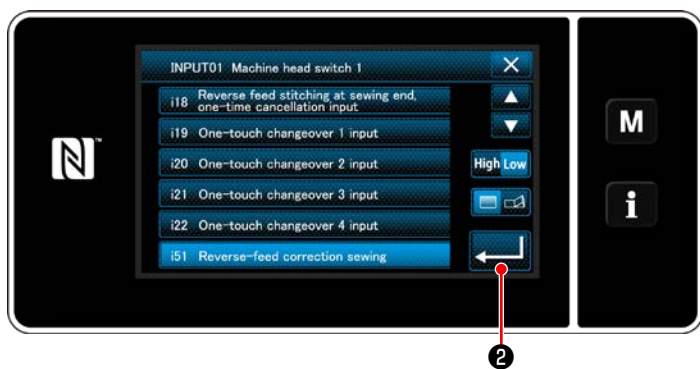 INPUT01 Machine head switch 1
i18 Reverse feed stitching at sewing end,
one-time cancellation input
i19 One-touch changeover 1 input
i20 One-touch changeover 2 input
High Low
i21 One-touch changeover 3 input
i22 One-touch changeover 4 input
i51 Reverse-feed correction sewing
N™
M
i
❷